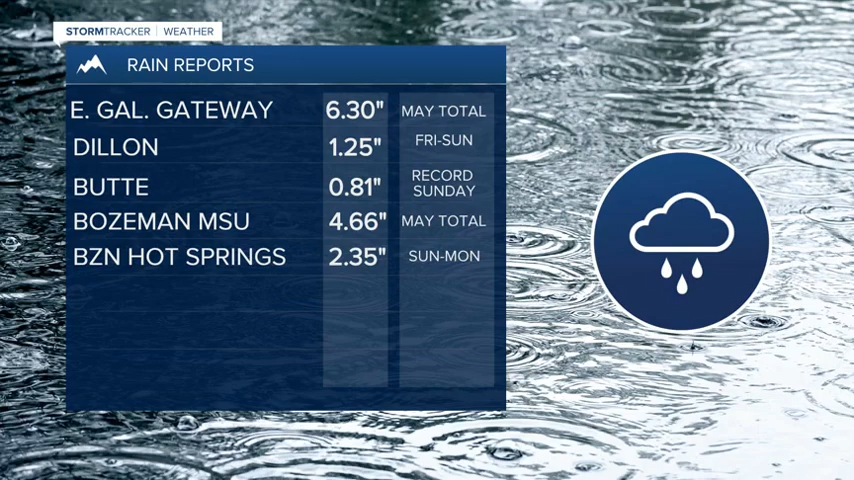 STORMTRACKER | WEATHER
RAIN REPORTS
E. GAL. GATEWAY 6.30" MAY TOTAL
DILLON 1.25" FRI-SUN
BUTTE 0.81" RECORD SUNDAY
BOZEMAN MSU 4.66" MAY TOTAL
BZN HOT SPRINGS 2.35" SUN-MON